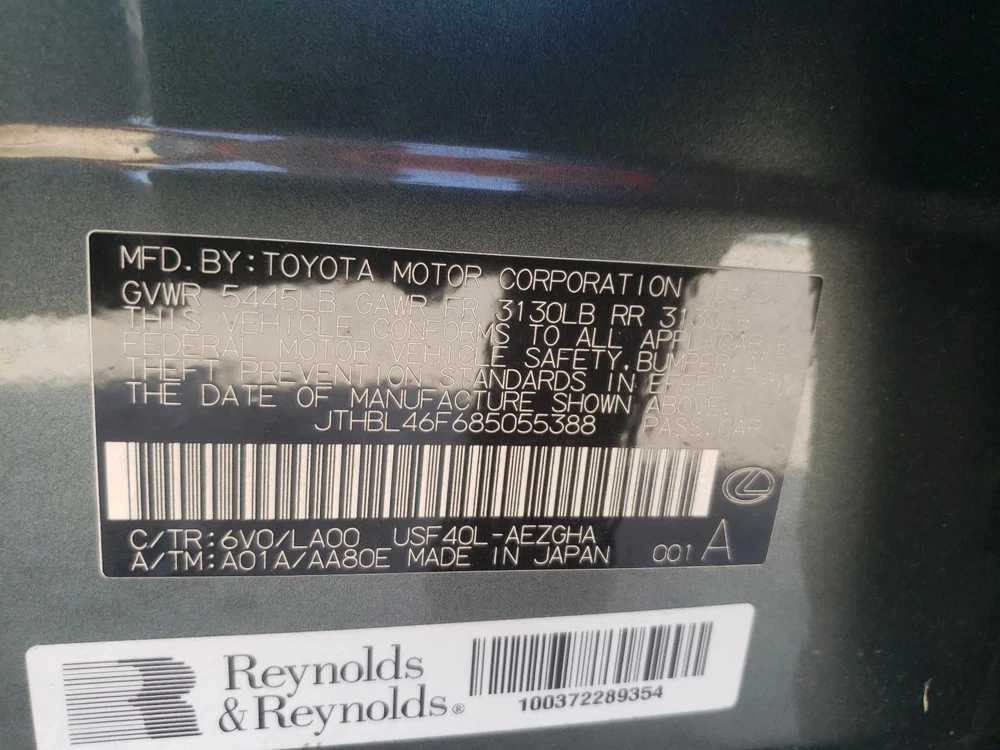 MFD.BY:TOYOTA MOTOR CORPORATION
GVWR 5445LB GAWR FR 3130LB RR 3130LB
THIS VEHICLE CONFORMS TO ALL APPLICABLE
FEDERAL MOTOR VEHICLE SAFETY,BUMPER,AND
THEFT PREVENTION STANDARDS IN EFFECT
THE DATE OF MANUFACTURE SHOWN ABOVE.
JTHBL46F685055388 PASS.CAR
C/TR:6V0/LA00 USF40L-AEZGHA
A/TM:A01A/AA80E MADE IN JAPAN 001 A
Reynolds
&Reynolds®
100372289354